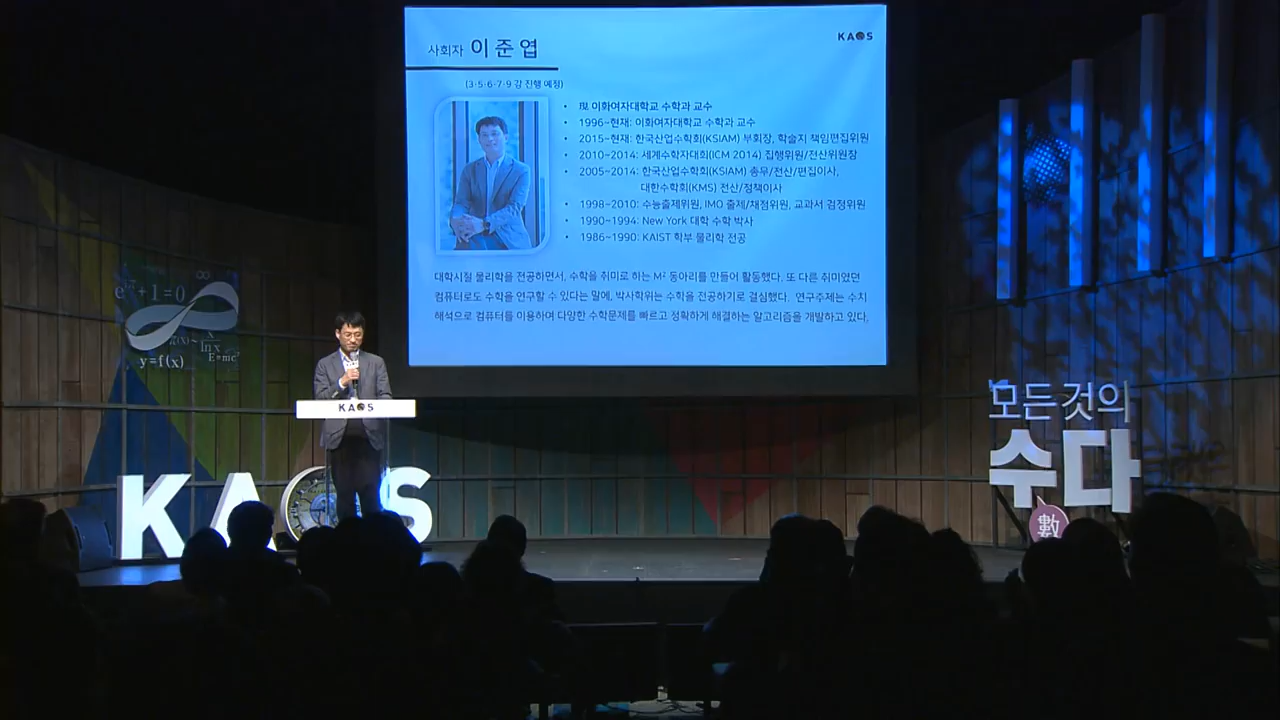 KAOS
사회자 이준엽
(3·5·6·7·9 강 진행 예정)
• 現 이화여자대학교 수학과 교수
• 1996~현재: 이화여자대학교 수학과 교수
• 2015~현재: 한국산업수학회(KSIAM) 부회장, 학술지 책임편집위원
• 2010~2014: 세계수학자대회(ICM 2014) 집행위원/전산위원장
• 2005~2014: 한국산업수학회(KSIAM) 총무/전산/편집이사,
대한수학회(KMS) 전산/정책이사
• 1998~2010: 수능출제위원, IMO 출제/채점위원, 교과서 검정위원
• 1990~1994: New York 대학 수학 박사
• 1986~1990: KAIST 학부 물리학 전공
대학시절 물리학을 전공하면서, 수학을 취미로 하는 M² 동아리를 만들어 활동했다. 또 다른 취미였던
컴퓨터로도 수학을 연구할 수 있다는 말에, 박사학위는 수학을 전공하기로 결심했다. 연구주제는 수치
해석으로 컴퓨터를 이용하여 다양한 수학문제를 빠르고 정확하게 해결하는 알고리즘을 개발하고 있다.
∞
+1=0
x
ln x
y=f(x)
E=mc²
KAOS
KAOS
모든것의
수다
數